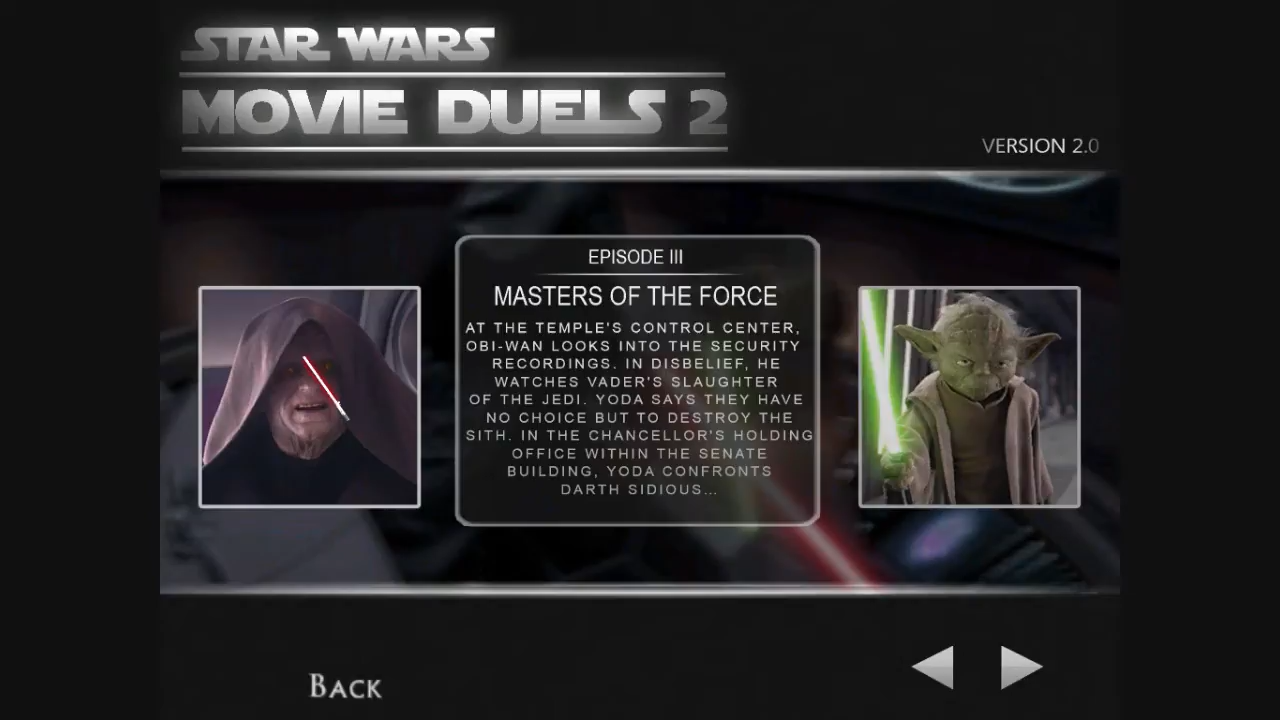 STAR WARS
MOVIE DUELS 2
VERSION 2.0
EPISODE III
MASTERS OF THE FORCE
AT THE TEMPLE'S CONTROL CENTER,
OBI-WAN LOOKS INTO THE SECURITY
RECORDINGS. IN DISBELIEF, HE
WATCHES VADER'S SLAUGHTER
OF THE JEDI. YODA SAYS THEY HAVE
NO CHOICE BUT TO DESTROY THE
SITH. IN THE CHANCELLOR'S HOLDING
OFFICE WITHIN THE SENATE
BUILDING, YODA CONFRONTS
DARTH SIDIOUS...
BACK